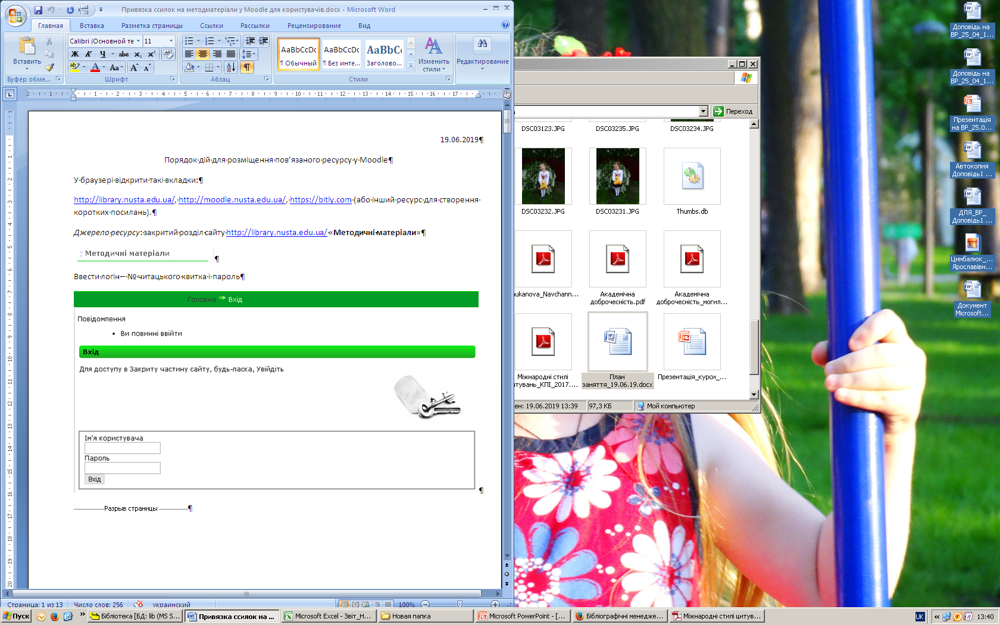 Привязка ссилок на методматеріали у Moodle для користувачів.docx - Microsoft Word
Главная Вставка Разметка страницы Ссылки Рассылки Рецензирование Вид
Вставить
Буфер обме...
Calibri (Основной те 11
Ж К Ч abc x₂ x²
Шрифт
Абзац
АаВbСcDc АаВbСcDc АаВbСс
¶ Обычный ¶ Без инте... Заголово...
Стили
Изменить
стили
Редактирование
19.06.2019¶
Порядок·дій·для·розміщення·пов’язаного·ресурсу·у·Moodle¶
У·браузері·відкрити·такі·вкладки:¶
http://library.nusta.edu.ua/,·http://moodle.nusta.edu.ua/,·https://bitly.com·(або·інший·ресурс·для·створення·
коротких·посилань).¶
Джерело·ресурсу:·закритий·розділ·сайту·http://library.nusta.edu.ua/·«Методичні·матеріали»¶
Методичні матеріали ¶
Ввести·логін–·№·читацького·квитка·і·пароль¶
Головна Вхід
Повідомлення
• Ви повинні ввійти
Вхід
Для доступу в Закриту частину сайту, будь-ласка, Увійдіть
Ім'я користувача
Пароль
Вхід
¶
Разрыв страницы ¶
Страница: 1 из 13 Число слов: 256 украинский 100%
Переход
DSC03123.JPG DSC03235.JPG DSC03234.JPG
DSC03232.JPG DSC03231.JPG Thumbs.db
ukanova_Navchann... Академічна доброчесність.pdf Академічна доброчесність_могил...
Міжнародні стилі
тувань_КПІ_2017....
План
заняття_19.06.19.docx
Презентація_курси_...
ен: 19.06.2019 13:39 97,3 КБ Мой компьютер
Доповідь на
ВР_25_04_1...
Доповідь на
ВР_25_04_1...
Презентація
на ВР_25.0...
Автокопия
Доповідь1 ...
ДЛЯ_ВР_
Доповідь1 ...
Цимбалюк_...
Ярославівн...
Документ
Microsoft...
Пуск
Бібліотека [БД: lib (MS S...
Привязка ссилок на ...
Microsoft Excel - Звіт_Н...
Новая папка
Microsoft PowerPoint - [...
Бібліографічні менедже...
Міжнародні стилі цитув...
UK
13:40